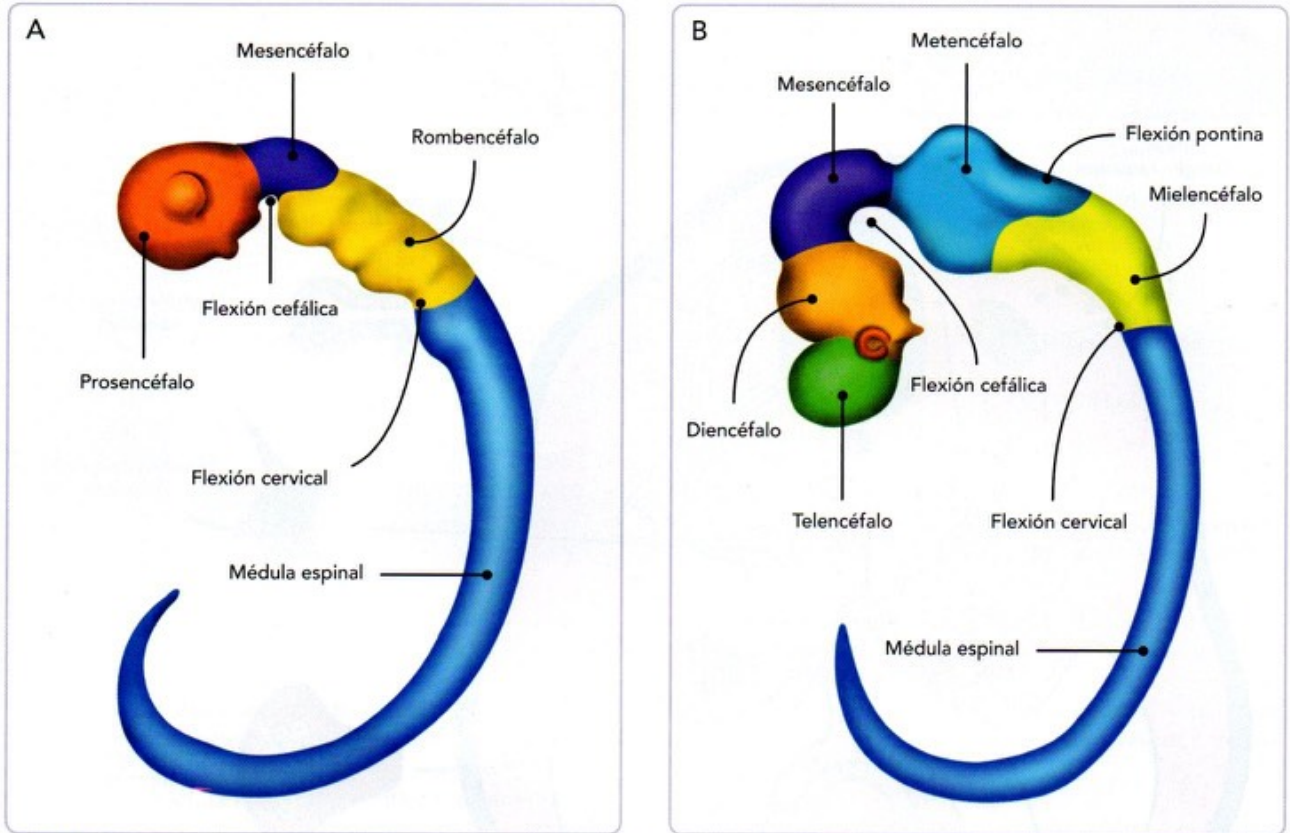 A
Mesencéfalo
Rombencéfalo
Flexión cefálica
Prosencéfalo
Flexión cervical
Médula espinal
B
Metencéfalo
Mesencéfalo
Flexión pontina
Mielencéfalo
Flexión cefálica
Diencéfalo
Telencéfalo
Flexión cervical
Médula espinal